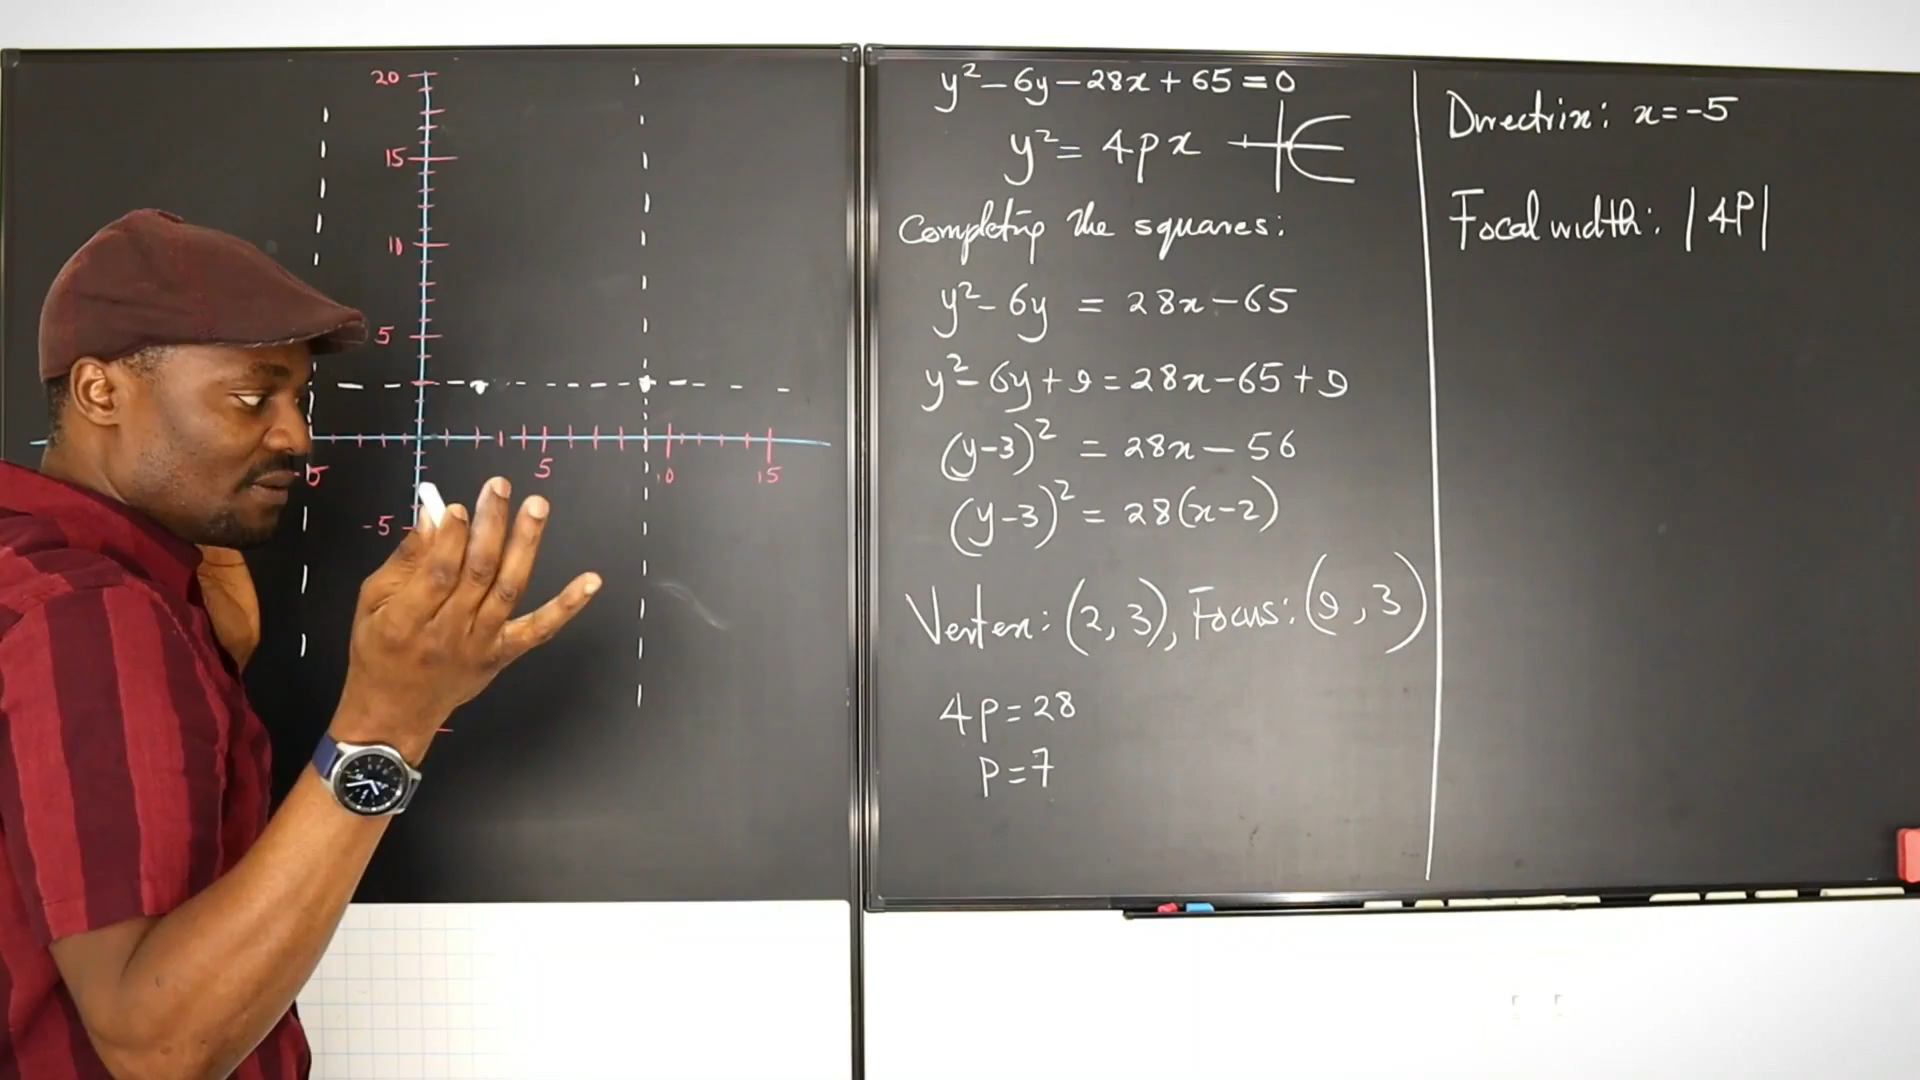 20
15
10
5
5
10
15
-5
y² - 6y - 28x + 65 = 0
y² = 4px
Completing the squares:
y² - 6y = 28x - 65
y² - 6y + 9 = 28x - 65 + 9
(y-3)² = 28x - 56
(y-3)² = 28(x-2)
Vertex: (2, 3), Focus: (9, 3)
4p = 28
p = 7
Directrix: x = -5
Focal width: |4P|